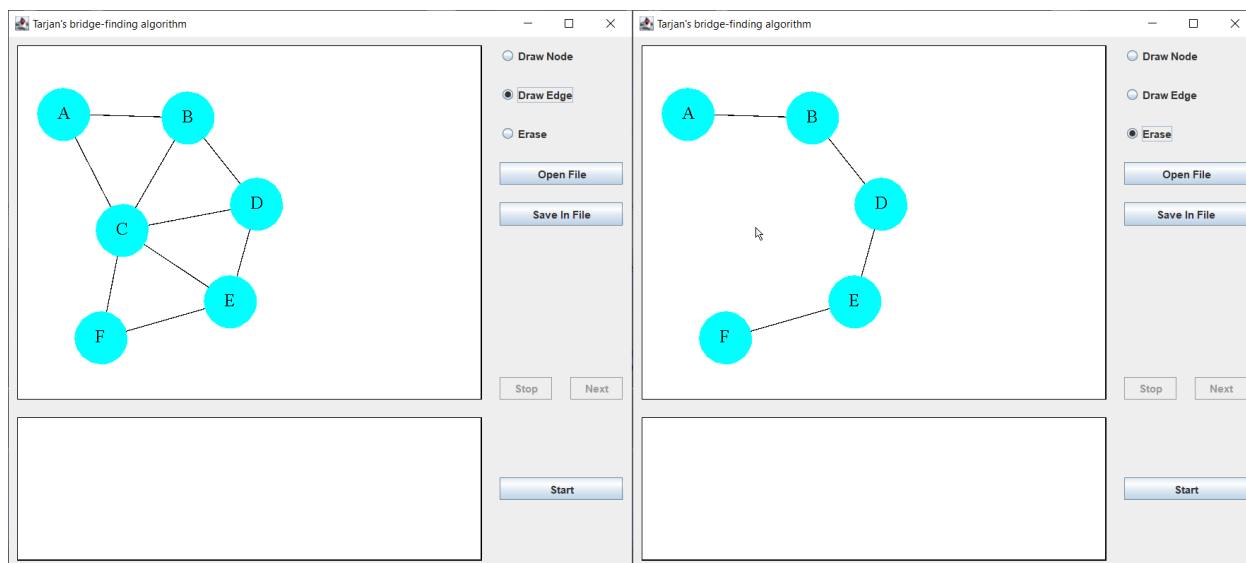 Tarjan's bridge-finding algorithm
Draw Node
Draw Edge
Erase
Open File
Save In File
Stop Next
Start
A
B
C
D
E
F
Tarjan's bridge-finding algorithm
Draw Node
Draw Edge
Erase
Open File
Save In File
Stop Next
Start
A
B
D
E
F